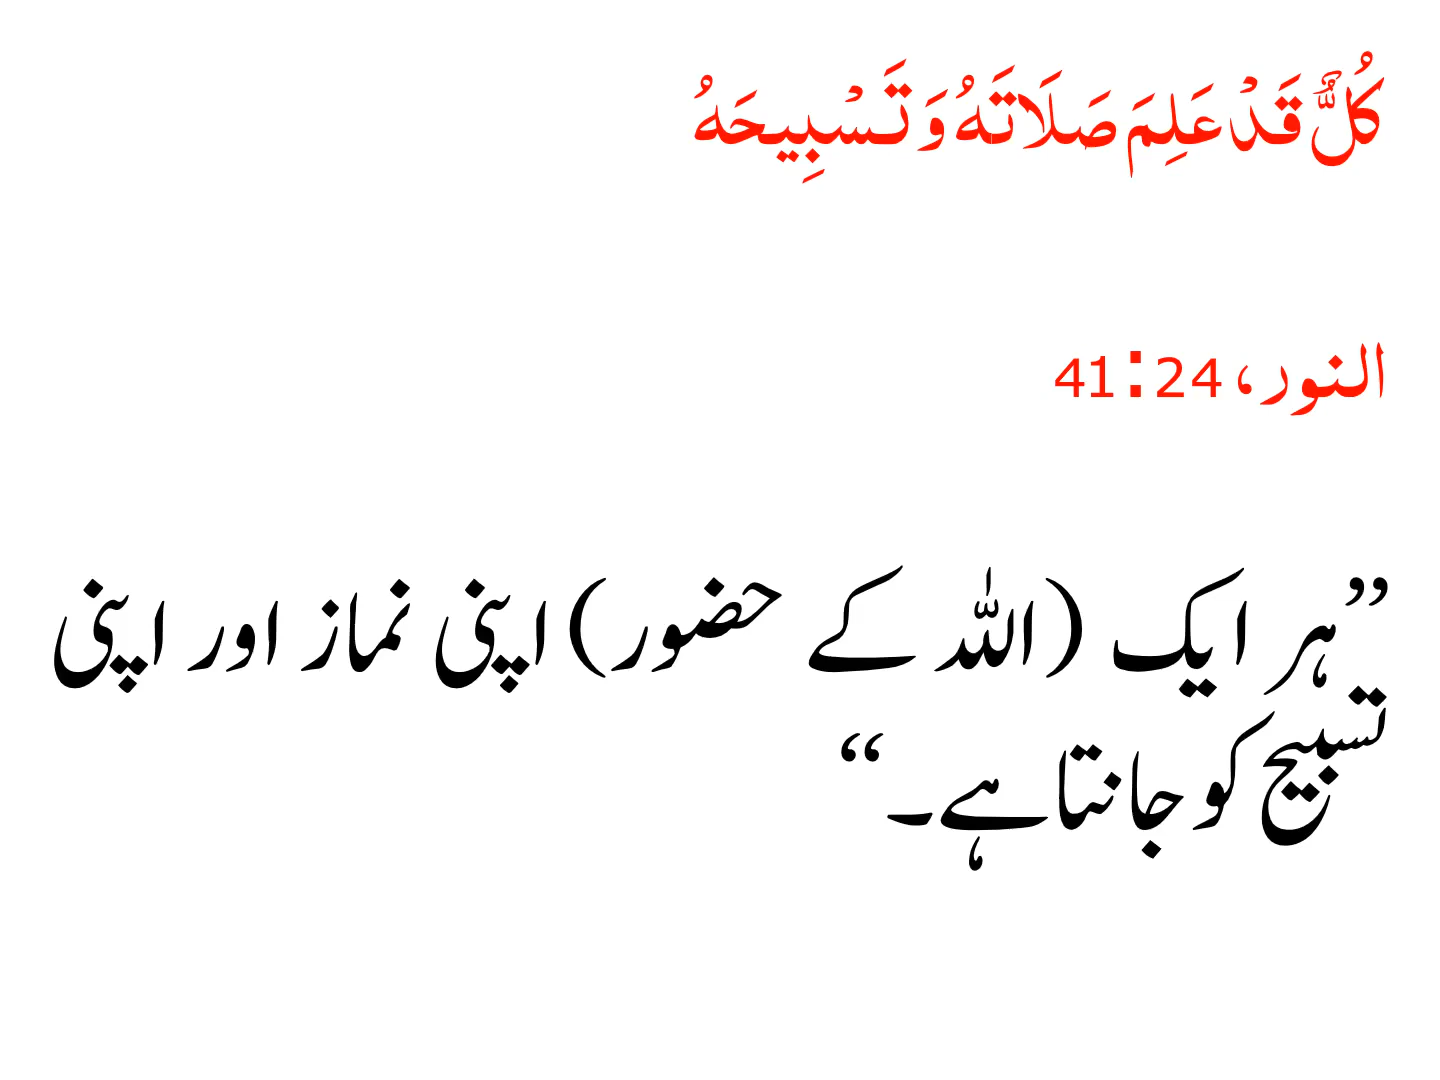 كُلٌّ قَدْ عَلِمَ صَلَاتَهُ وَ تَسْبِيحَهُ
النور، 24:41
”ہر ایک (اللہ کے حضور) اپنی نماز اور اپنی
تسبیح کو جانتا ہے۔“